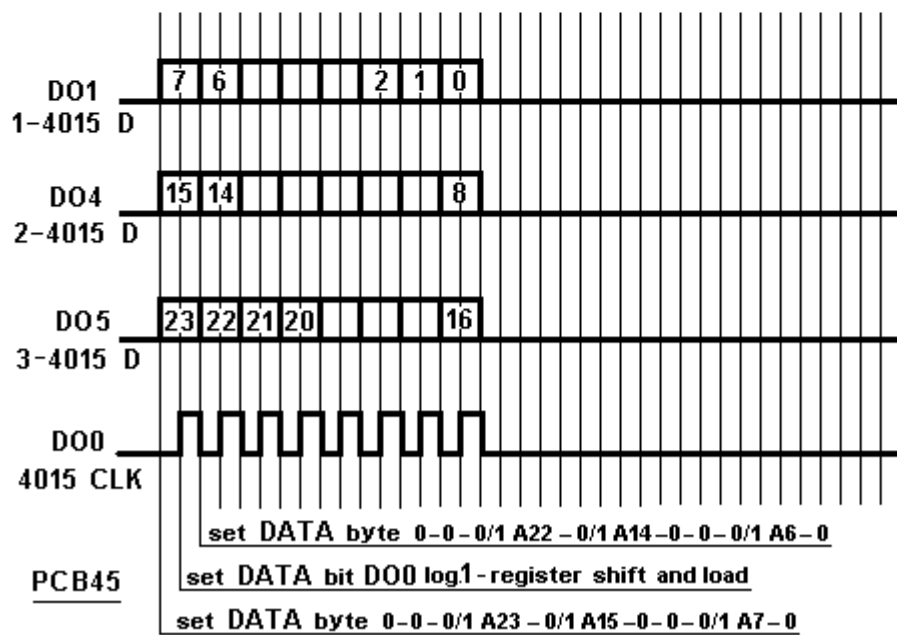 7 6 2 1 0
DO1
1-4015 D
15 14 8
DO4
2-4015 D
23 22 21 20 16
DO5
3-4015 D
DO0
4015 CLK
set DATA byte 0-0-0/1 A22-0/1 A14-0-0-0/1 A6-0
set DATA bit DO0 log.1-register shift and load
PCB45
set DATA byte 0-0-0/1 A23-0/1 A15-0-0-0/1 A7-0